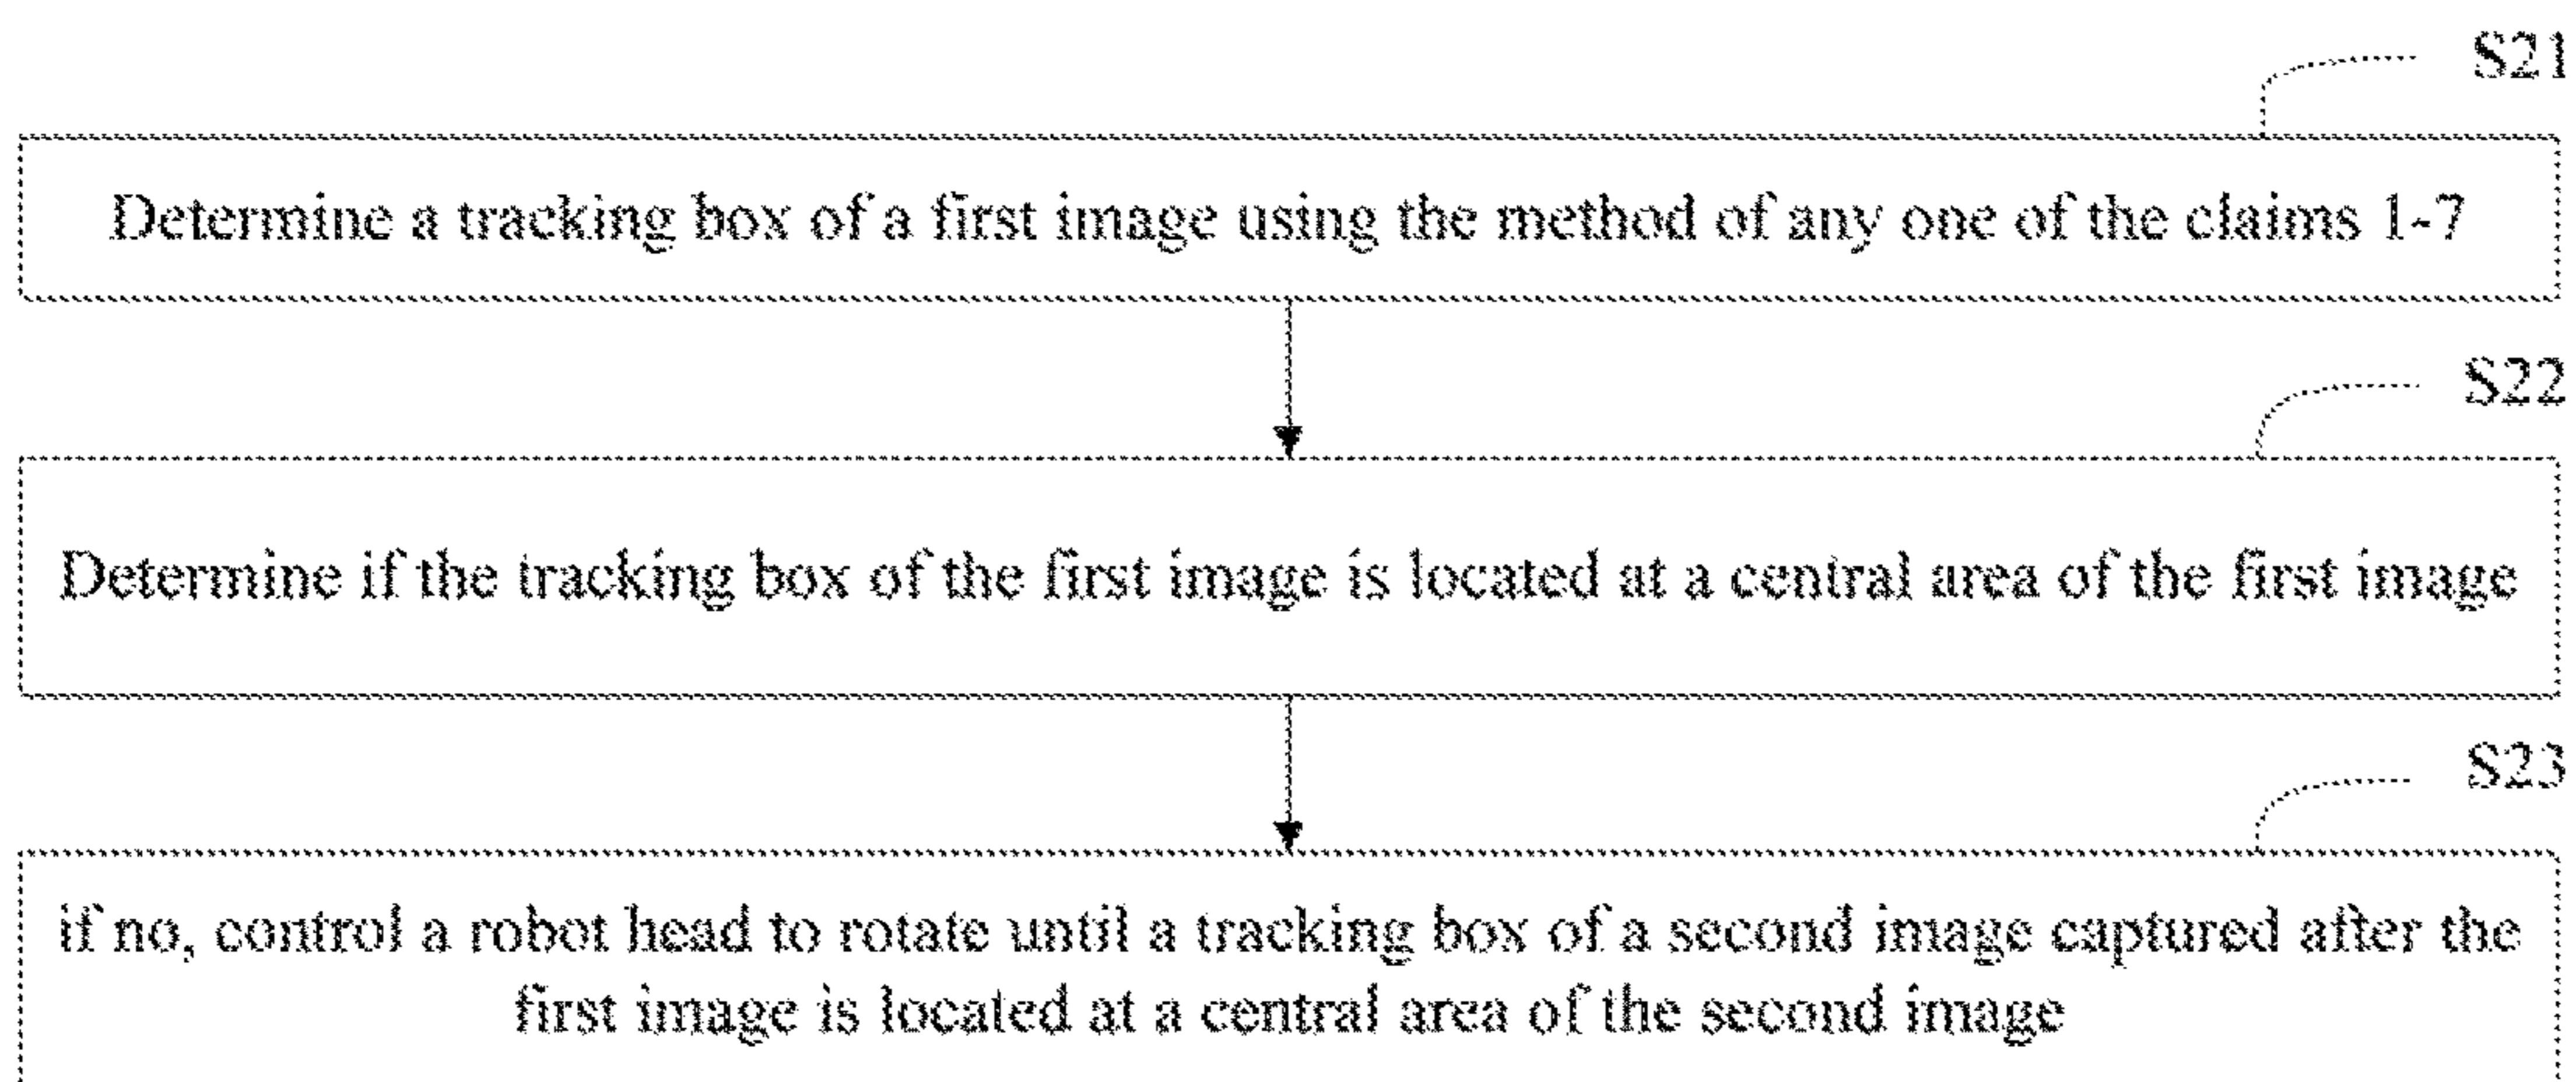 S21
Determine a tracking box of a first image using the method of any one of the claims 1-7
S22
Determine if the tracking box of the first image is located at a central area of the first image
S23
if no, control a robot head to rotate until a tracking box of a second image captured after the
first image is located at a central area of the second image